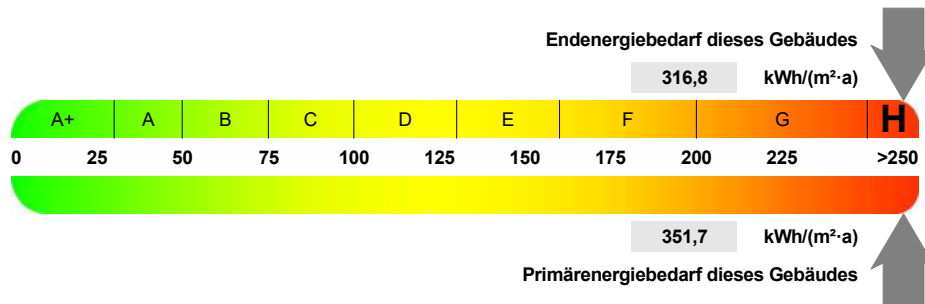 Endenergiebedarf dieses Gebäudes
316,8 kWh/(m²·a)
A+ A B C D E F G H
0 25 50 75 100 125 150 175 200 225 >250
351,7 kWh/(m²·a)
Primärenergiebedarf dieses Gebäudes